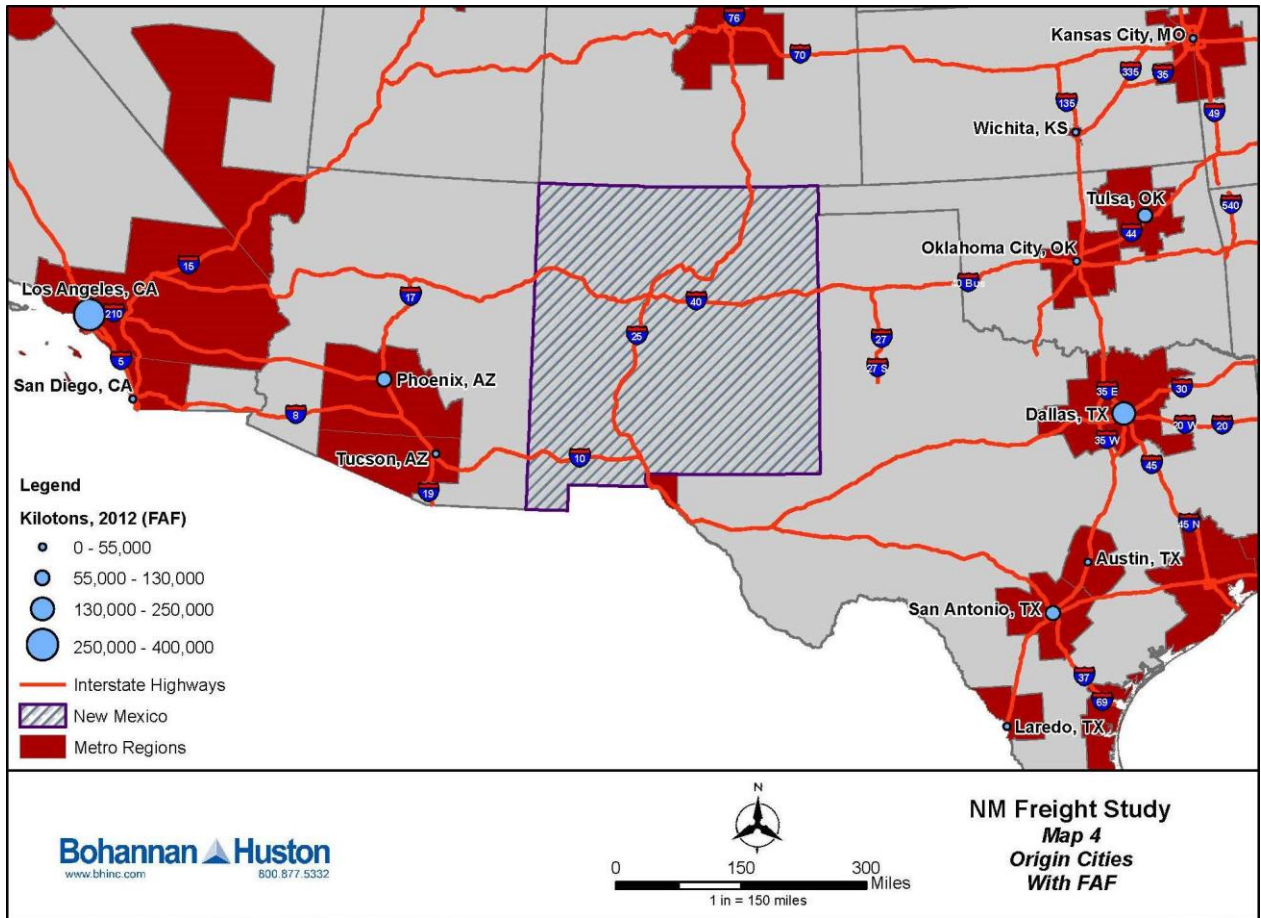 76
70
Kansas City, MO
335
35
135
49
Wichita, KS
Tulsa, OK
540
44
Oklahoma City, OK
15
17
40
Los Angeles, CA
210
25
27
27 S
5
Phoenix, AZ
35 E
30
San Diego, CA
8
Dallas, TX
20 W
20
35 W
Tucson, AZ
10
45
19
45 N
Legend
Kilotons, 2012 (FAF)
0 - 55,000
55,000 - 130,000
130,000 - 250,000
250,000 - 400,000
Interstate Highways
New Mexico
Metro Regions
Austin, TX
San Antonio, TX
37
69
Laredo, TX
Bohannan Huston
www.bhinc.com 800.877.5332
N
0 150 300
Miles
1 in = 150 miles
NM Freight Study
Map 4
Origin Cities
With FAF